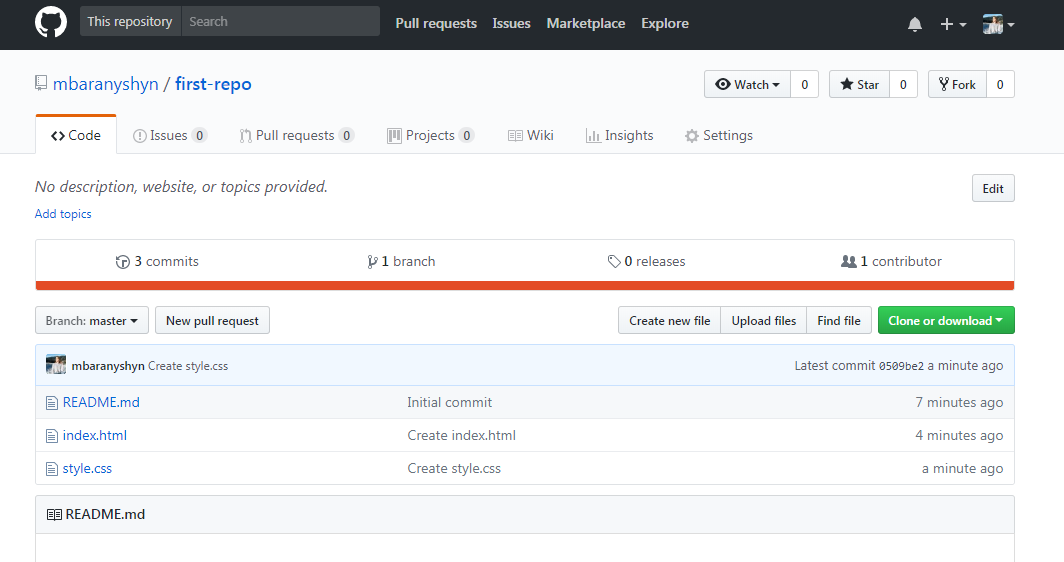 This repository Search Pull requests Issues Marketplace Explore
mbaranyshyn / first-repo Watch 0 Star 0 Fork 0
Code Issues 0 Pull requests 0 Projects 0 Wiki Insights Settings
No description, website, or topics provided. Edit
Add topics
3 commits 1 branch 0 releases 1 contributor
Branch: master New pull request Create new file Upload files Find file Clone or download
mbaranyshyn Create style.css Latest commit 0509be2 a minute ago
README.md Initial commit 7 minutes ago
index.html Create index.html 4 minutes ago
style.css Create style.css a minute ago
README.md